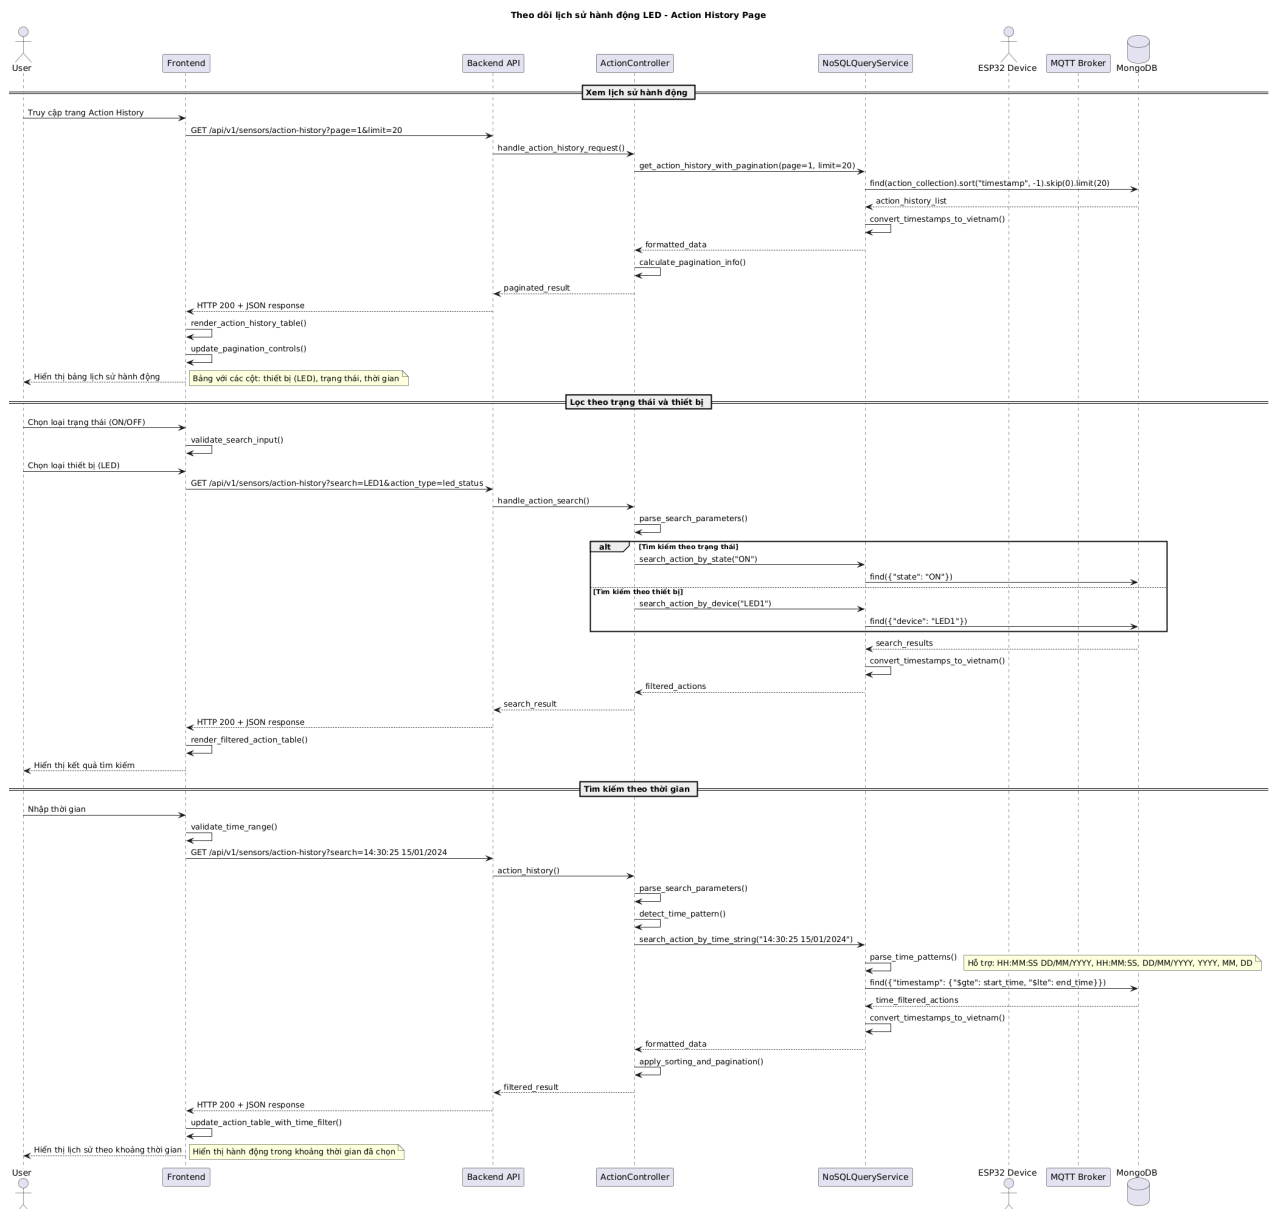 Theo dõi lịch sử hành động LED - Action History Page
User
Frontend
Backend API
ActionController
NoSQLQueryService
ESP32 Device
MQTT Broker
MongoDB
Xem lịch sử hành động
Truy cập trang Action History
GET /api/v1/sensors/action-history?page=1&limit=20
handle_action_history_request()
get_action_history_with_pagination(page=1, limit=20)
find(action_collection).sort("timestamp", -1).skip(0).limit(20)
action_history_list
convert_timestamps_to_vietnam()
formatted_data
calculate_pagination_info()
paginated_result
HTTP 200 + JSON response
render_action_history_table()
update_pagination_controls()
Hiển thị bảng lịch sử hành động
Bảng với các cột: thiết bị (LED), trạng thái, thời gian
Lọc theo trạng thái và thiết bị
Chọn loại trạng thái (ON/OFF)
validate_search_input()
Chọn loại thiết bị (LED)
GET /api/v1/sensors/action-history?search=LED1&action_type=led_status
handle_action_search()
parse_search_parameters()
alt
[Tìm kiếm theo trạng thái]
search_action_by_state("ON")
find({"state": "ON"})
[Tìm kiếm theo thiết bị]
search_action_by_device("LED1")
find({"device": "LED1"})
search_results
convert_timestamps_to_vietnam()
filtered_actions
search_result
HTTP 200 + JSON response
render_filtered_action_table()
Hiển thị kết quả tìm kiếm
Tìm kiếm theo thời gian
Nhập thời gian
validate_time_range()
GET /api/v1/sensors/action-history?search=14:30:25 15/01/2024
action_history()
parse_search_parameters()
detect_time_pattern()
search_action_by_time_string("14:30:25 15/01/2024")
parse_time_patterns()
Hỗ trợ: HH:MM:SS DD/MM/YYYY, HH:MM:SS, DD/MM/YYYY, YYYY, MM, DD
find({"timestamp": {"$gte": start_time, "$lte": end_time}})
time_filtered_actions
convert_timestamps_to_vietnam()
formatted_data
apply_sorting_and_pagination()
filtered_result
HTTP 200 + JSON response
update_action_table_with_time_filter()
Hiển thị lịch sử theo khoảng thời gian
Hiển thị hành động trong khoảng thời gian đã chọn
User
Frontend
Backend API
ActionController
NoSQLQueryService
ESP32 Device
MQTT Broker
MongoDB